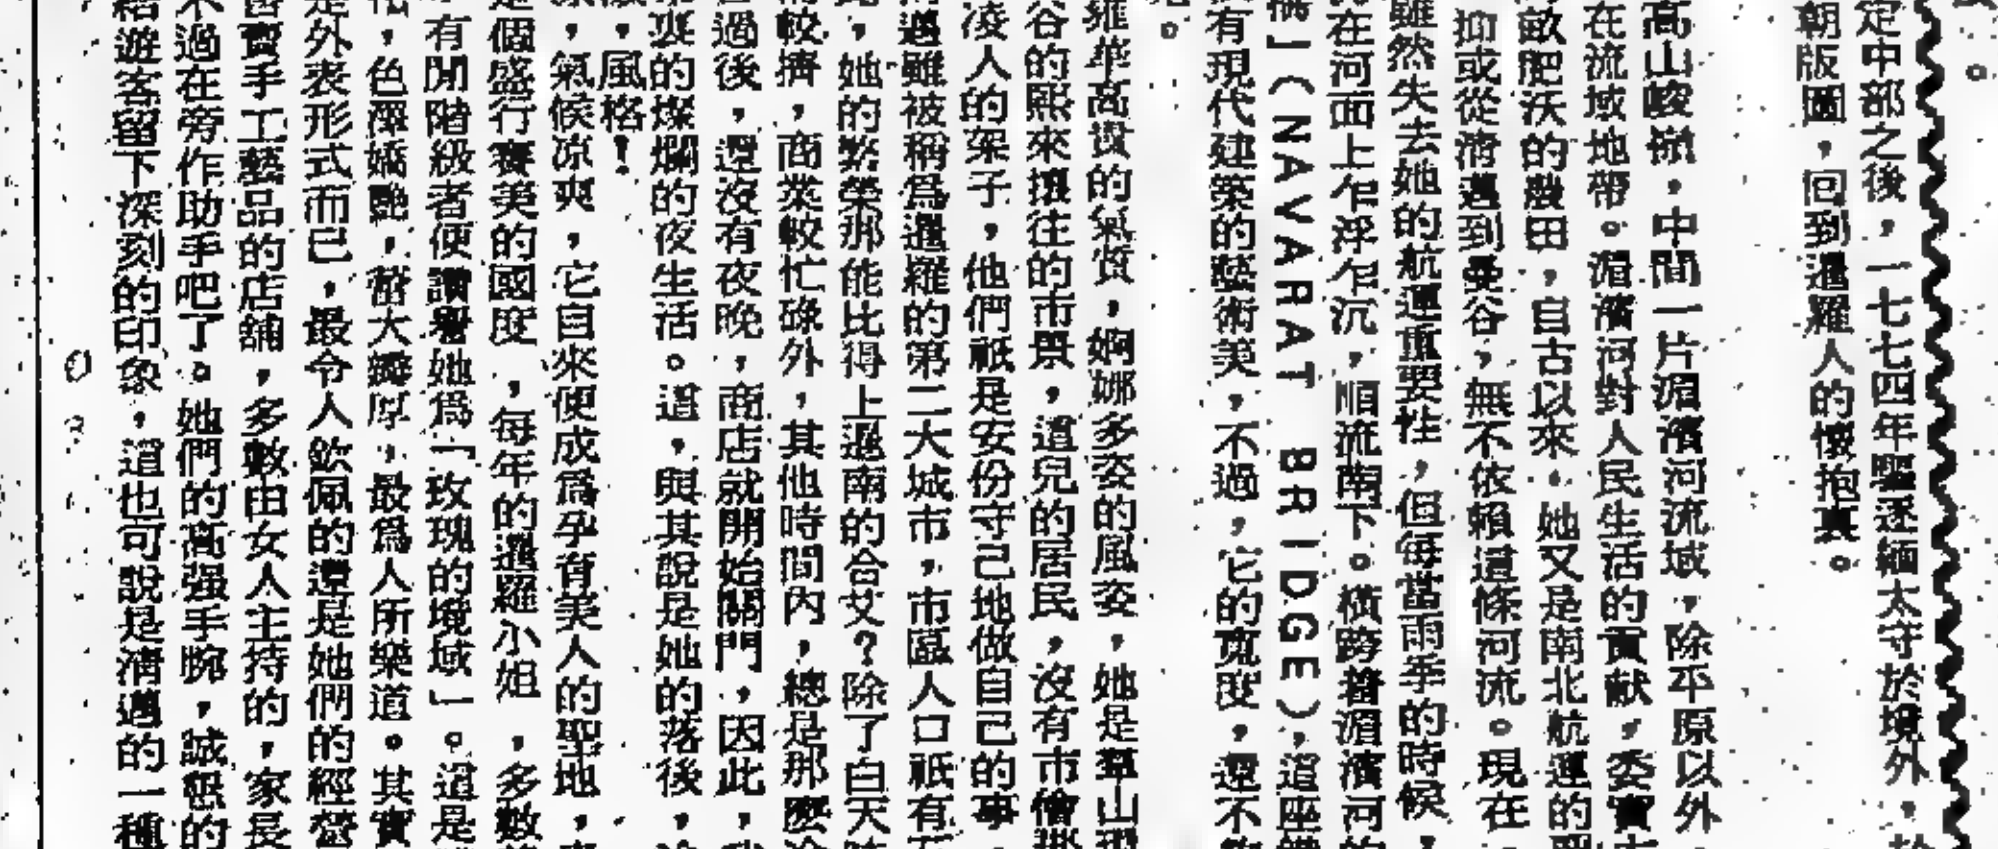 定中部之後，一七七四年驅逐緬太守於境外，於
朝版圖，回到暹羅人的懷抱裏。
高山峻嶺，中間一片湄濱河流域，除平原以外
在流域地帶。湄濱河對人民生活的貢献，委實
畝肥沃的農田，自古以來，她又是南北航運的
抑或從清邁到曼谷，無不依賴這條河流。現在
雖然失去她的航運重要性，但每當雨季的時候，
在河面上乍浮乍沉，順流南下。橫跨着湄濱河的
橋」（NAVARAT BRIDGE），這座
有現代建築的藝術美，不過，它的寬度，還不
。
雍華高貴的氣質，婀娜多姿的風姿，她是羣山
谷的熙來攘往的市景，這兒的居民，沒有市儈
凌人的架子，他們祇是安份守己地做自己的事，
邁雖被稱爲暹羅的第二大城市，市區人口祇有
，她的繁榮那能比得上暹南的合艾？除了白天
較擠，商業較忙碌外，其他時間內，總是那麽
過後，還沒有夜晚，商店就開始關門，因此，
裏的燦爛的夜生活。這，與其說是她的落後，
，風格！
，氣候凉爽，它自來便成爲孕育美人的聖地，
個盛行賽美的國度，每年的暹羅小姐，多數
有閒階級者便讚譽她爲「玫瑰的境域」。這是
，色澤嬌艷，蕾大瓣厚，最爲人所樂道。其實
是外表形式而已，最令人欽佩的還是她們的經營
賣手工藝品的店舖，多數由女人主持的，家長
不過在旁作助手吧了。她們的高强手腕，誠懇的
給遊客留下深刻的印象，這也可說是清邁的一種